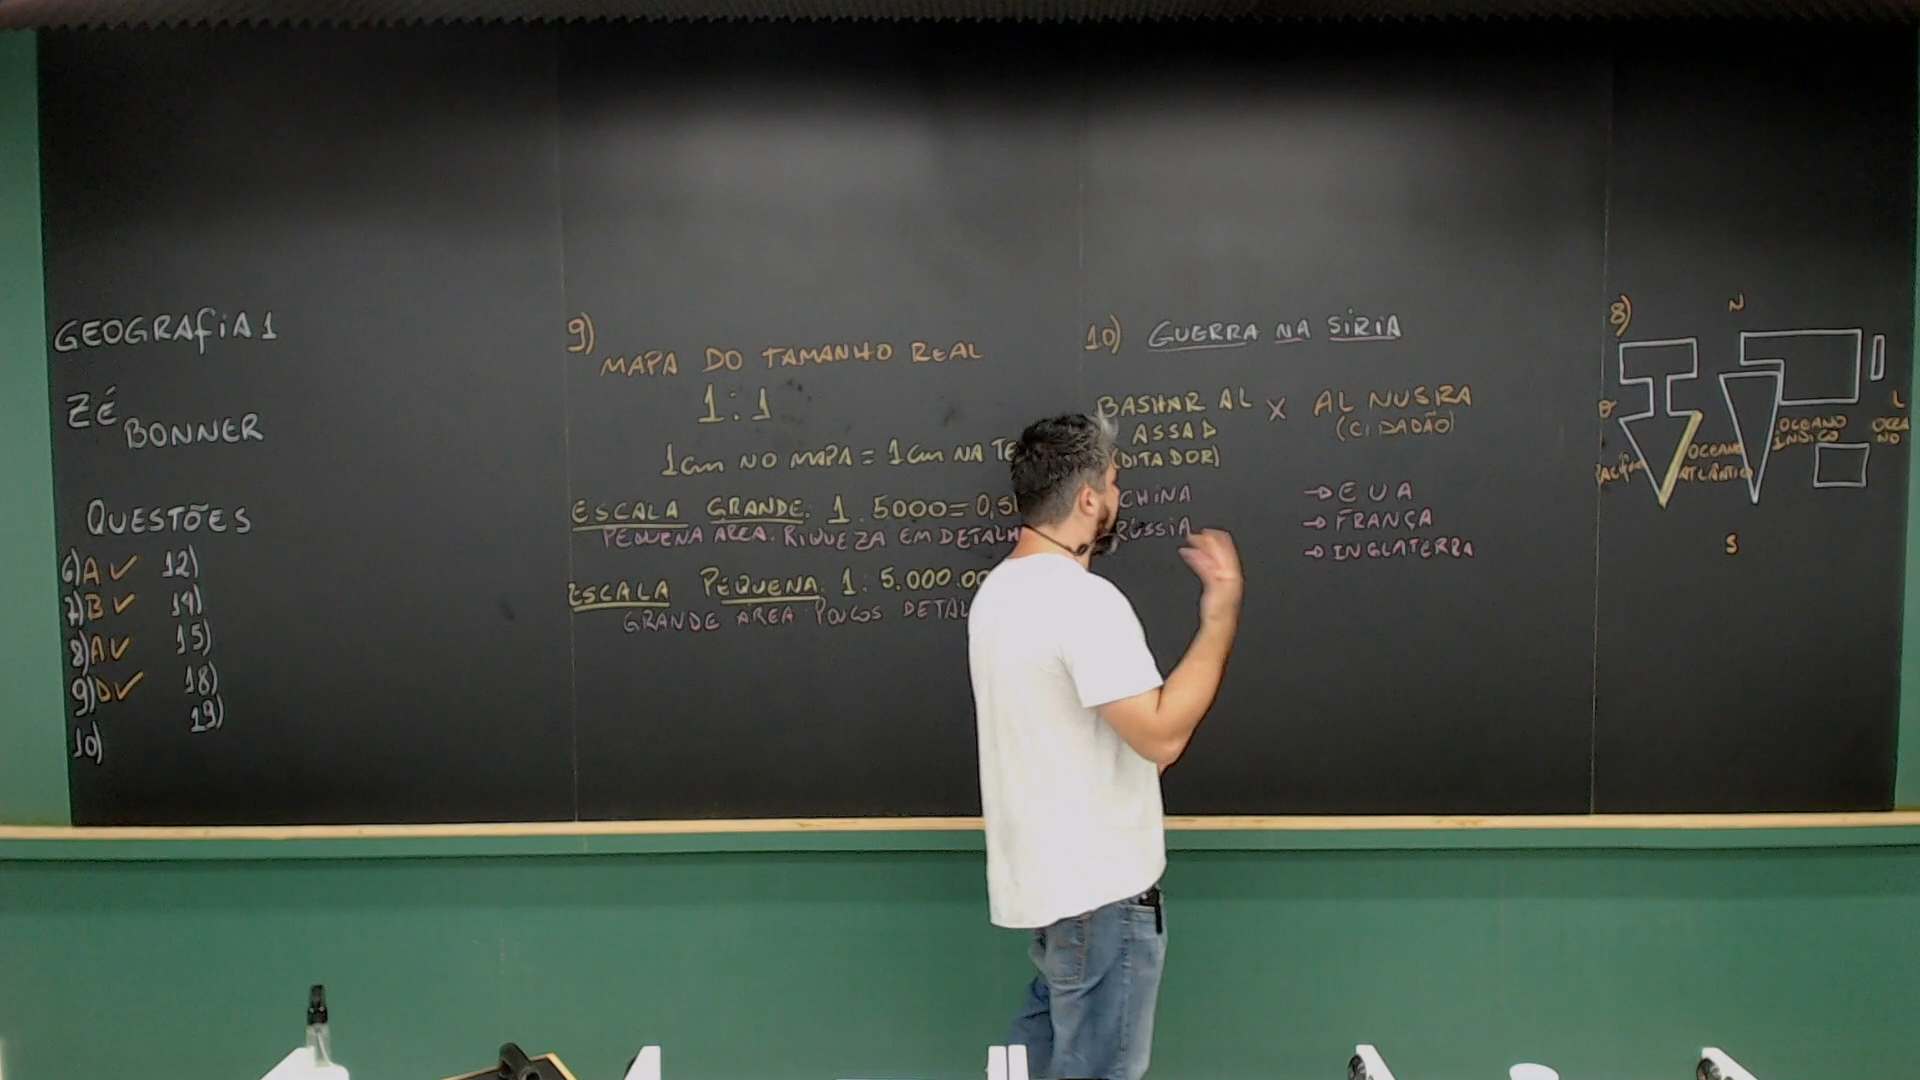 GEOGRAFIA 1
ZÉ
BONNER
QUESTÕES
6) A ✓
7) B ✓
8) A ✓
9) D ✓
10)
12)
14)
15)
18)
19)
9)
MAPA DO TAMANHO REAL
1:1
1cm NO MAPA = 1cm NA TE
ESCALA GRANDE. 1. 5000 = 0,5
PEQUENA AREA. RIQUEZA EM DETALH
ESCALA PEQUENA. 1: 5.000.00
GRANDE AREA POUCOS DETAL
10) GUERRA NA SÍRIA
BASHAR AL X AL NUSRA
ASSAD (CIDADÃO)
(DITADOR)
CHINA → EUA
RÚSSIA → FRANÇA
→ INGLATERRA
8)
N
O
L
OCEANO
ÍNDICO
OCEA
NO
OCEANO
ATLÂNTICO
S